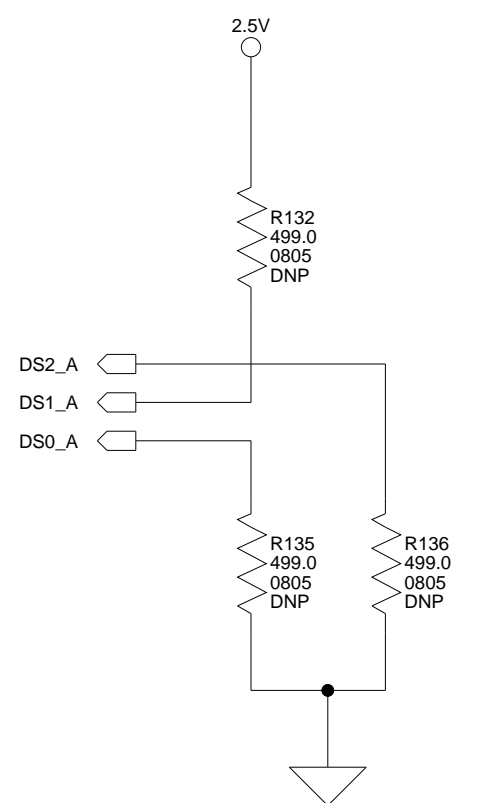 2.5V
R132
499.0
0805
DNP
DS2_A
DS1_A
DS0_A
R135
499.0
0805
DNP
R136
499.0
0805
DNP